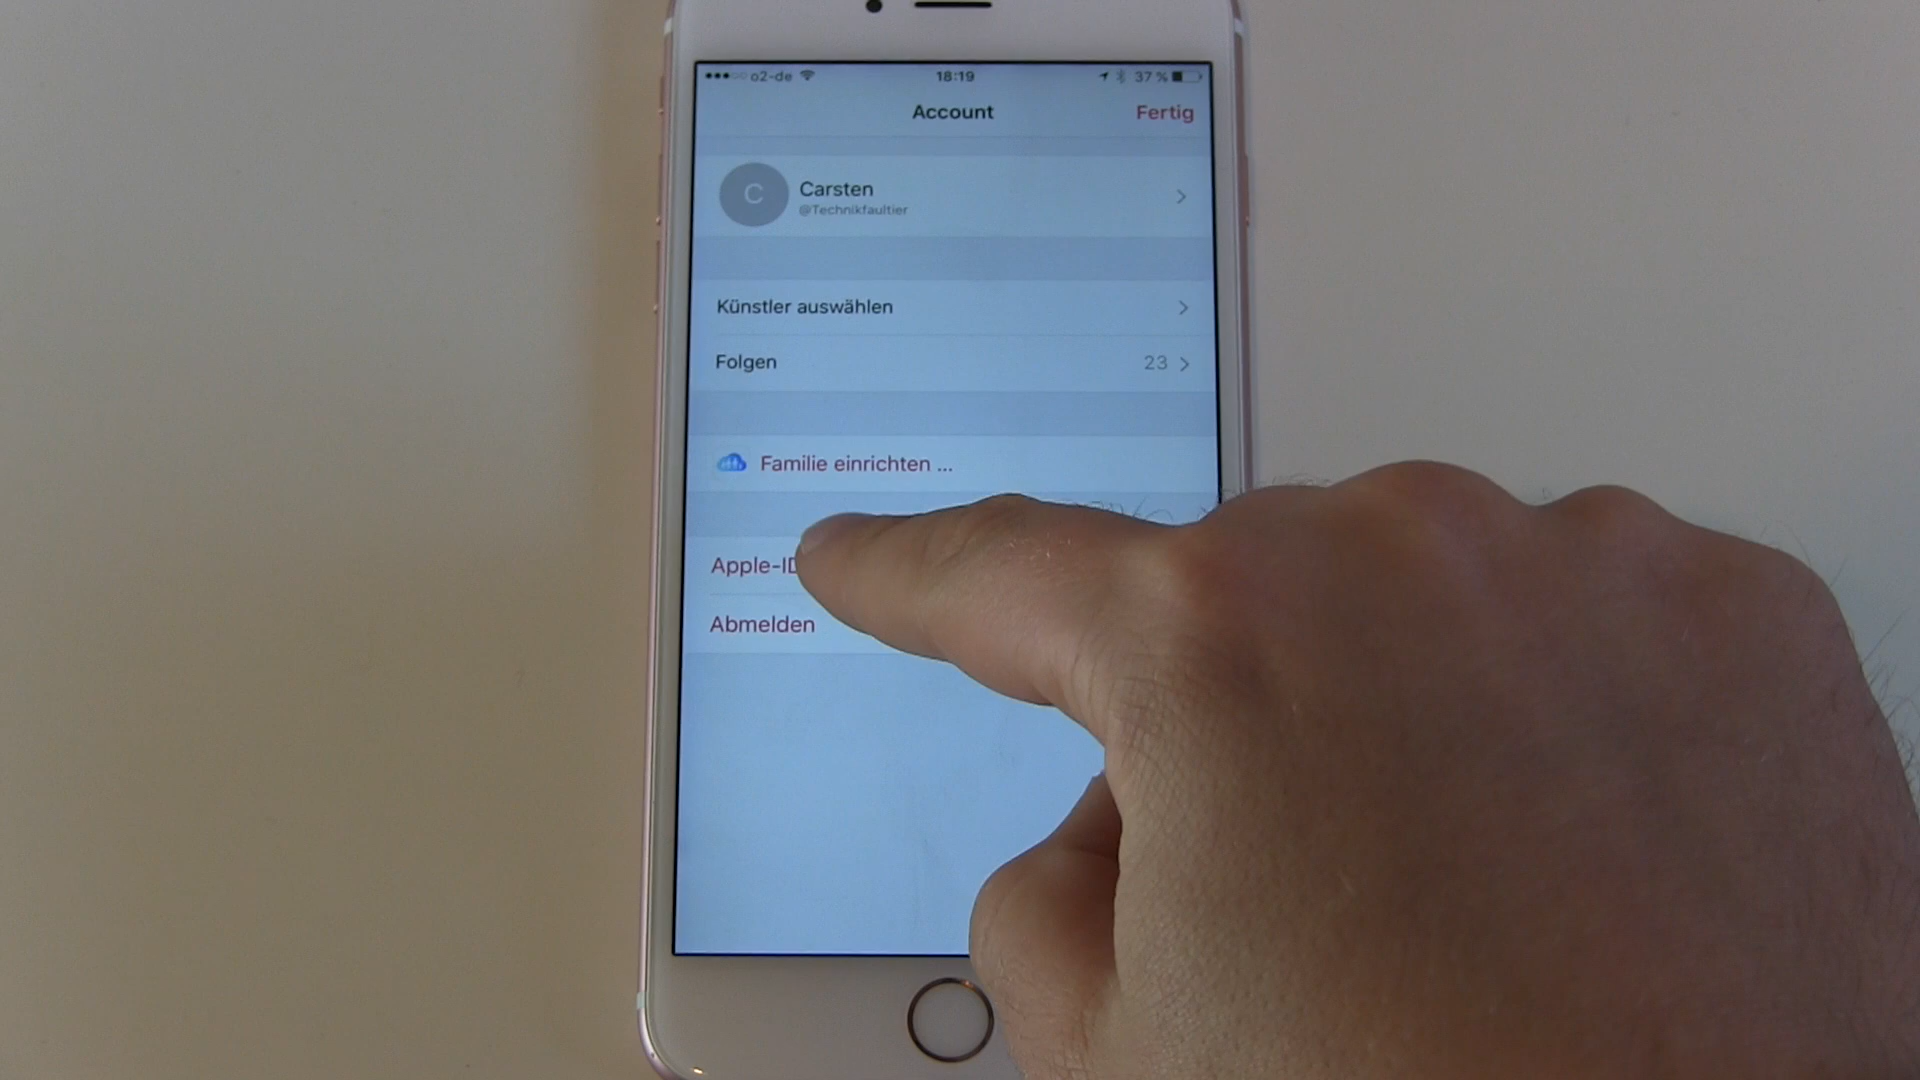 o2-de 18:19 37 %
Account Fertig
C
Carsten
@Technikfaultier
Künstler auswählen
Folgen 23
Familie einrichten ...
Apple-ID
Abmelden